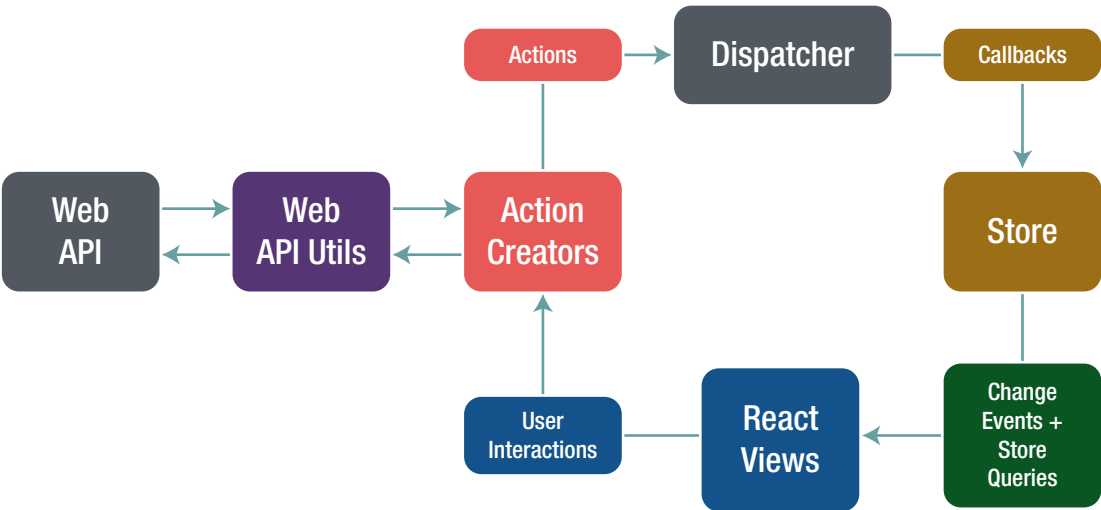 Actions
Dispatcher
Callbacks
Web
API
Web
API Utils
Action
Creators
Store
User
Interactions
React
Views
Change
Events +
Store
Queries